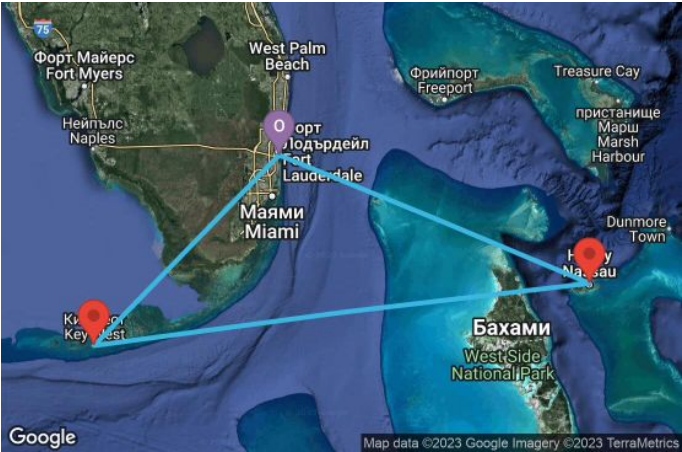 75
West Palm
Beach
Форт Майерс
Fort Myers
Фрийпорт
Freeport
Treasure Cay
пристанище
Марш
Marsh
Harbour
Нейпълс
Naples
O
Форт
Лодърдейл
Fort
Lauderdale
Маями
Miami
Dunmore
Town
Nassau
Key West
Бахами
West Side
National Park
Google
Map data ©2023 Google Imagery ©2023 TerraMetrics